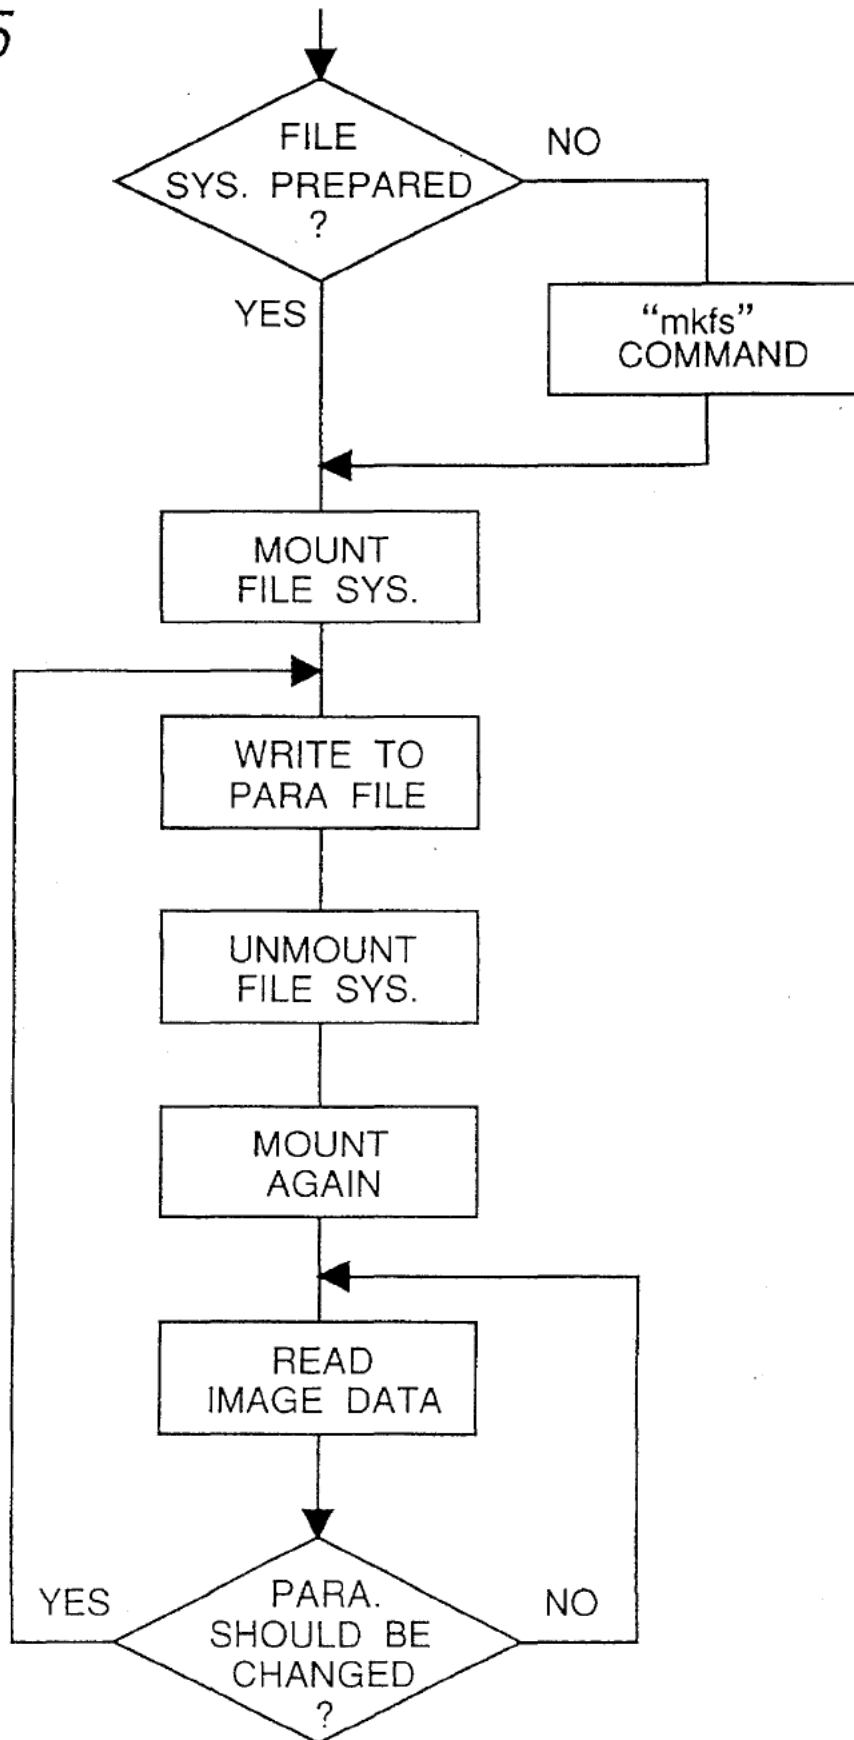 FILE
SYS. PREPARED
?
NO
YES
“mkfs”
COMMAND
MOUNT
FILE SYS.
WRITE TO
PARA FILE
UNMOUNT
FILE SYS.
MOUNT
AGAIN
READ
IMAGE DATA
YES
PARA.
SHOULD BE
CHANGED
?
NO